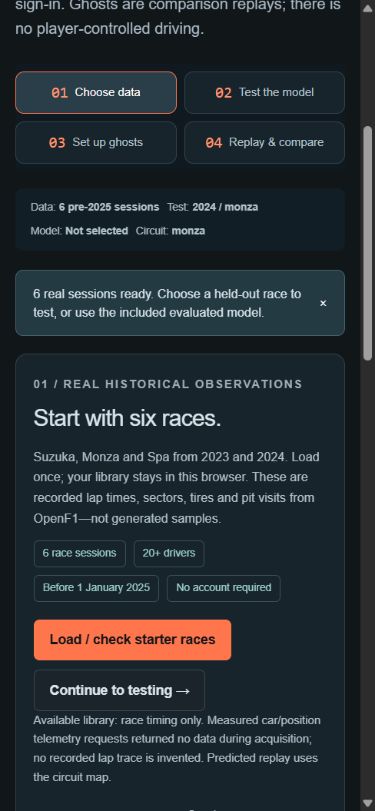 sign-in. Ghosts are comparison replays; there is
no player-controlled driving.
01 Choose data
02 Test the model
03 Set up ghosts
04 Replay & compare
Data: 6 pre-2025 sessions Test: 2024 / monza
Model: Not selected Circuit: monza
6 real sessions ready. Choose a held-out race to
test, or use the included evaluated model.
×
01 / REAL HISTORICAL OBSERVATIONS
Start with six races.
Suzuka, Monza and Spa from 2023 and 2024. Load
once; your library stays in this browser. These are
recorded lap times, sectors, tires and pit visits from
OpenF1—not generated samples.
6 race sessions
20+ drivers
Before 1 January 2025
No account required
Load / check starter races
Continue to testing →
Available library: race timing only. Measured car/position
telemetry requests returned no data during acquisition;
no recorded lap trace is invented. Predicted replay uses
the circuit map.